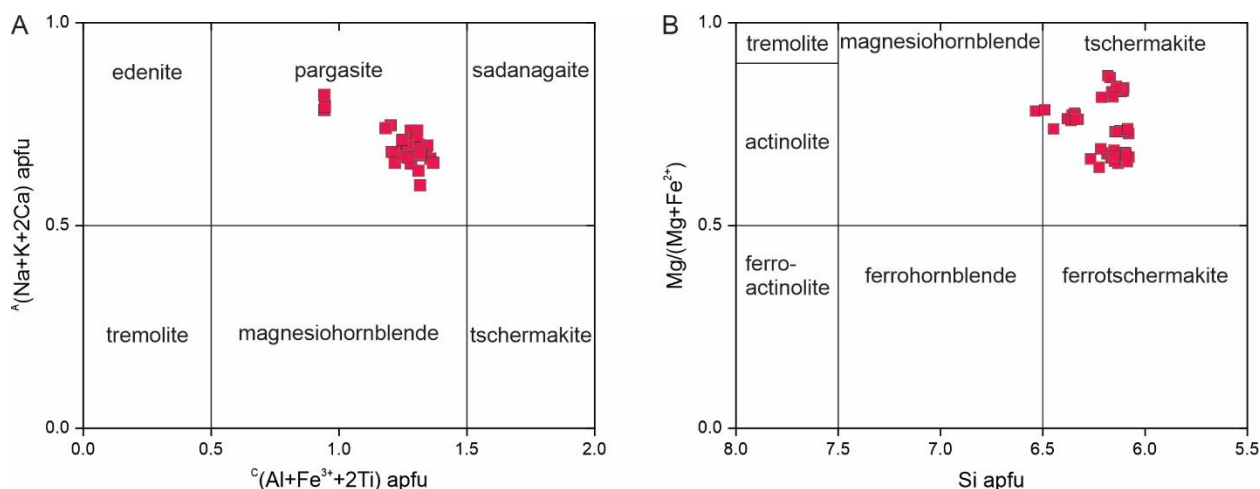 A
1.0
edenite
pargasite
sadanagaite
0.5
tremolite
magnesiohornblende
tschermakite
0.0
0.0
0.5
1.0
1.5
2.0
ᴬ(Na+K+2Ca) apfu
ᶜ(Al+Fe³⁺+2Ti) apfu
B
1.0
tremolite
magnesiohornblende
tschermakite
actinolite
0.5
ferro-
actinolite
ferrohornblende
ferrotschermakite
0.0
8.0
7.5
7.0
6.5
6.0
5.5
Mg/(Mg+Fe²⁺)
Si apfu